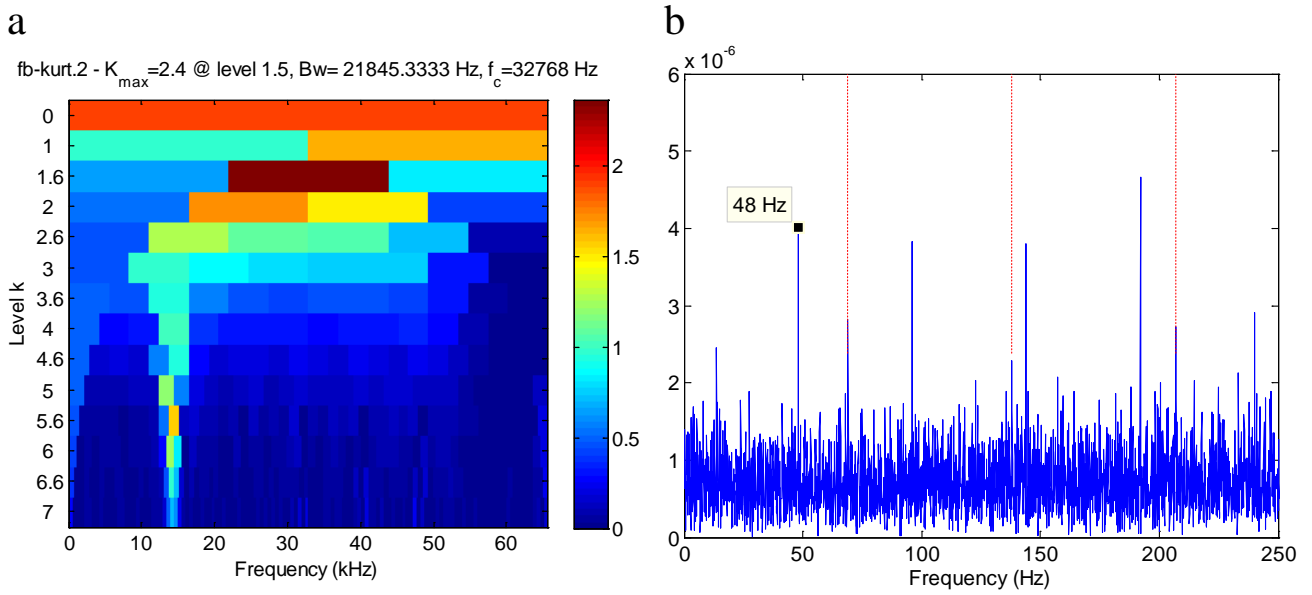 a
fb-kurt.2 - K_max=2.4 @ level 1.5, Bw= 21845.3333 Hz, f_c=32768 Hz
Level k
0
1
1.6
2
2.6
3
3.6
4
4.6
5
5.6
6
6.6
7
0 10 20 30 40 50 60
Frequency (kHz)
2
1.5
1
0.5
0
b
x 10^-6
6
5
4
3
2
1
0
48 Hz
0 50 100 150 200 250
Frequency (Hz)